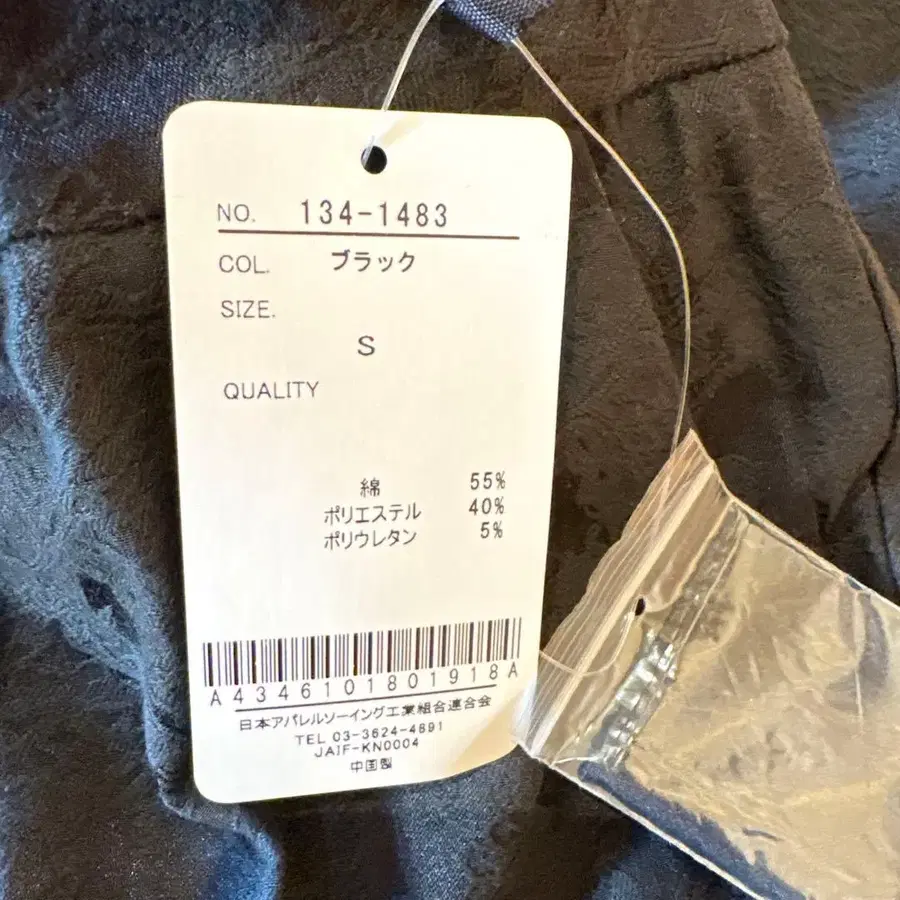 NO. 134-1483
COL. ブラック
SIZE.
S
QUALITY
綿 55%
ポリエステル 40%
ポリウレタン 5%
A4346101801918A
日本アパレルソーイング工業組合連合会
TEL 03-3624-4891
JAIF-KN0004
中国製